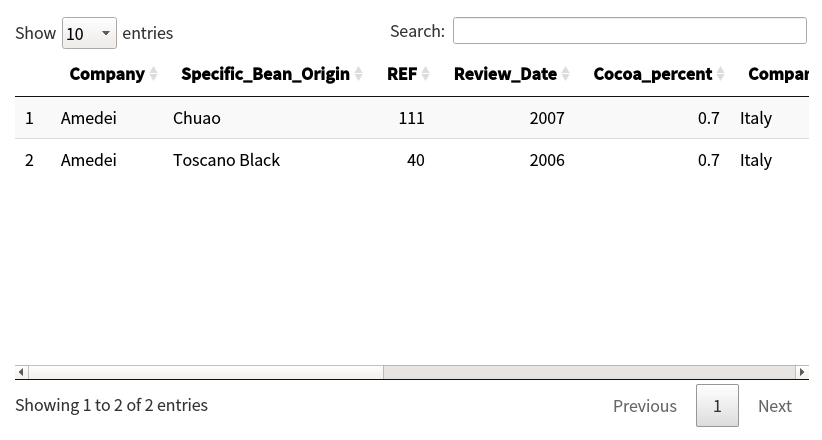 Show 10 entries Search:
Company Specific_Bean_Origin REF Review_Date Cocoa_percent Compar
1 Amedei Chuao 111 2007 0.7 Italy
2 Amedei Toscano Black 40 2006 0.7 Italy
Showing 1 to 2 of 2 entries Previous 1 Next